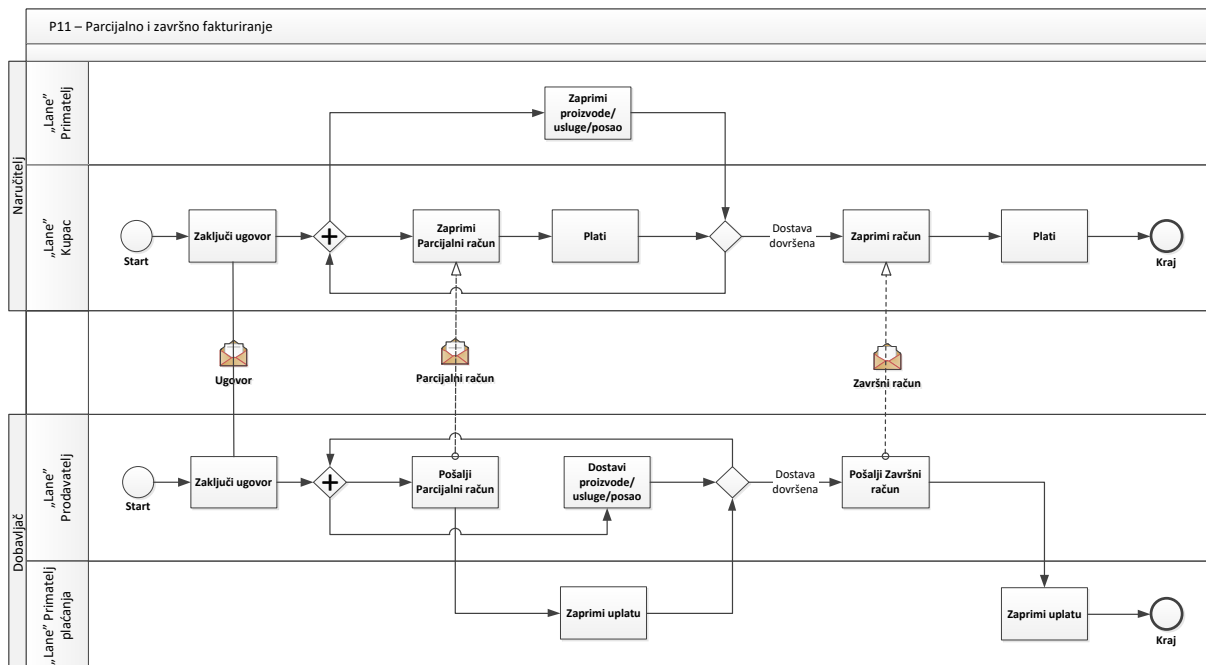 P11 – Parcijalno i završno fakturiranje
Naručitelj
„Lane”
Primatelj
Zaprimi
proizvode/
usluge/posao
„Lane”
Kupac
Start
Zaključi ugovor
Zaprimi
Parcijalni račun
Plati
Dostava
dovršena
Zaprimi račun
Plati
Kraj
Ugovor
Parcijalni račun
Završni račun
Dobavljač
„Lane”
Prodavatelj
Start
Zaključi ugovor
Pošalji
Parcijalni račun
Dostavi
proizvode/
usluge/posao
Dostava
dovršena
Pošalji Završni
račun
„Lane” Primatelj
plaćanja
Zaprimi uplatu
Zaprimi uplatu
Kraj